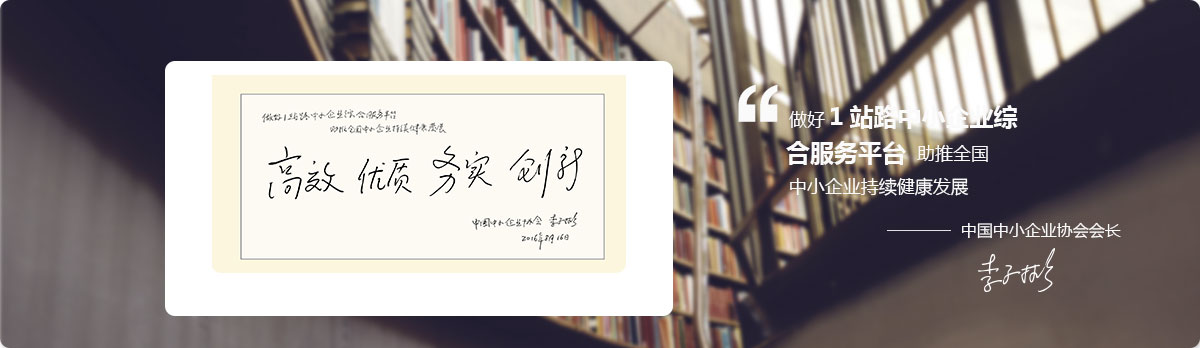 做好1站路中小企业综合服务平台
助推全国中小企业持续健康发展
高效 优质 务实 创新
中国中小企业协会 李子彬
2016年8月16日
“
做好1站路中小企业综
合服务平台 助推全国
中小企业持续健康发展
中国中小企业协会会长
李子彬